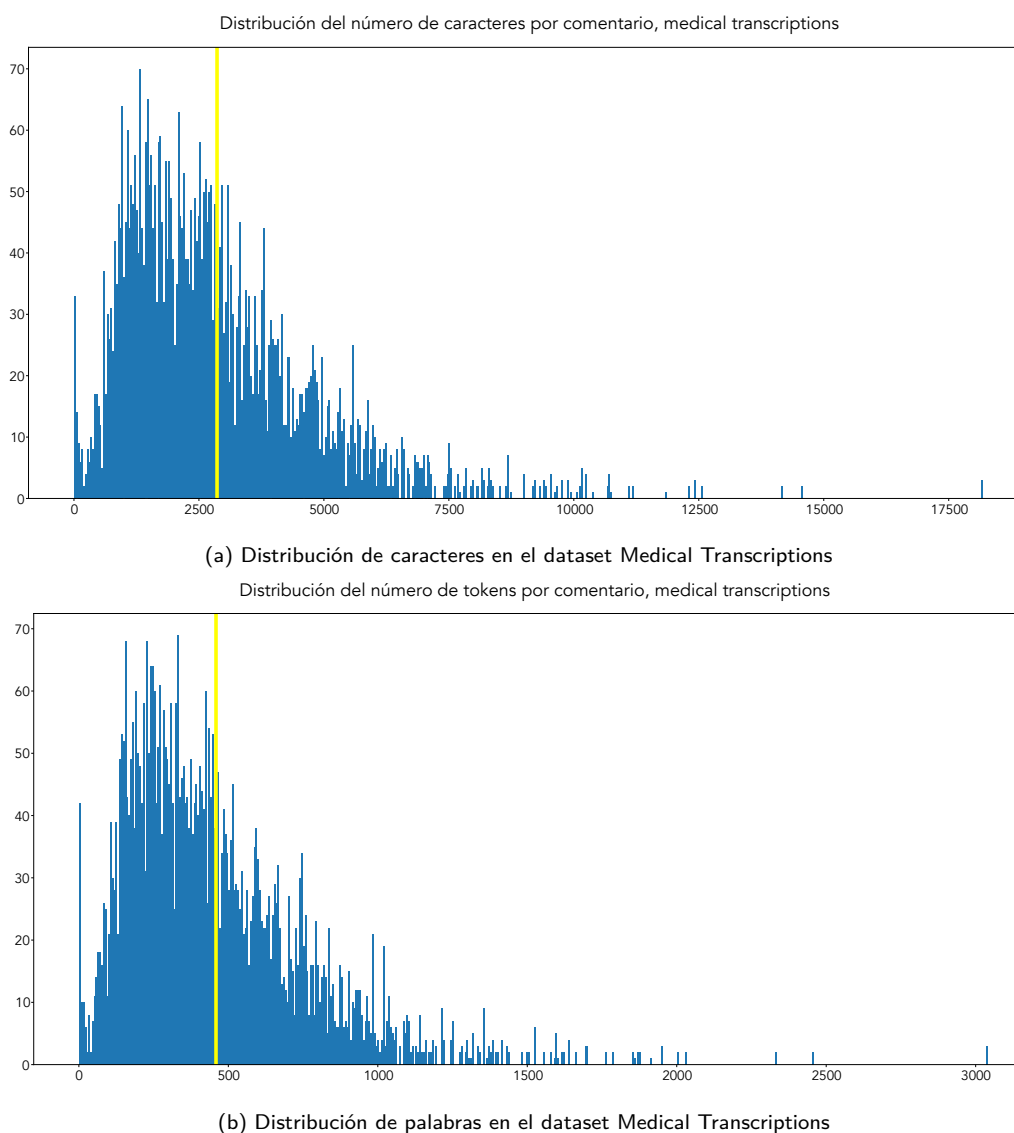 Distribución del número de caracteres por comentario, medical transcriptions
70
60
50
40
30
20
10
0
0 2500 5000 7500 10000 12500 15000 17500
(a) Distribución de caracteres en el dataset Medical Transcriptions
Distribución del número de tokens por comentario, medical transcriptions
70
60
50
40
30
20
10
0
0 500 1000 1500 2000 2500 3000
(b) Distribución de palabras en el dataset Medical Transcriptions